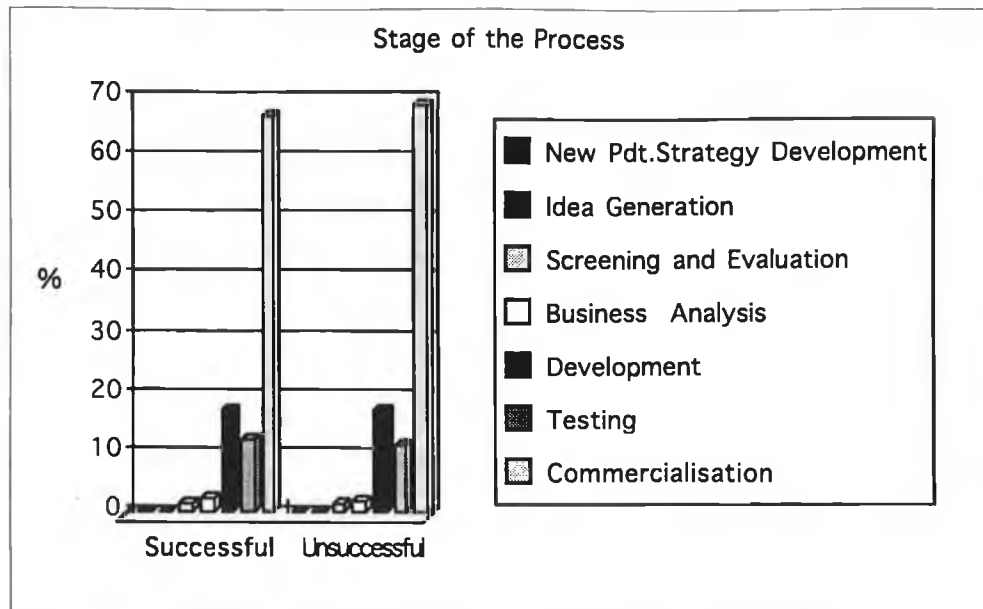 Stage of the Process
70
60
50
40
%
30
20
10
0
Successful Unsuccessful
New Pdt.Strategy Development
Idea Generation
Screening and Evaluation
Business Analysis
Development
Testing
Commercialisation